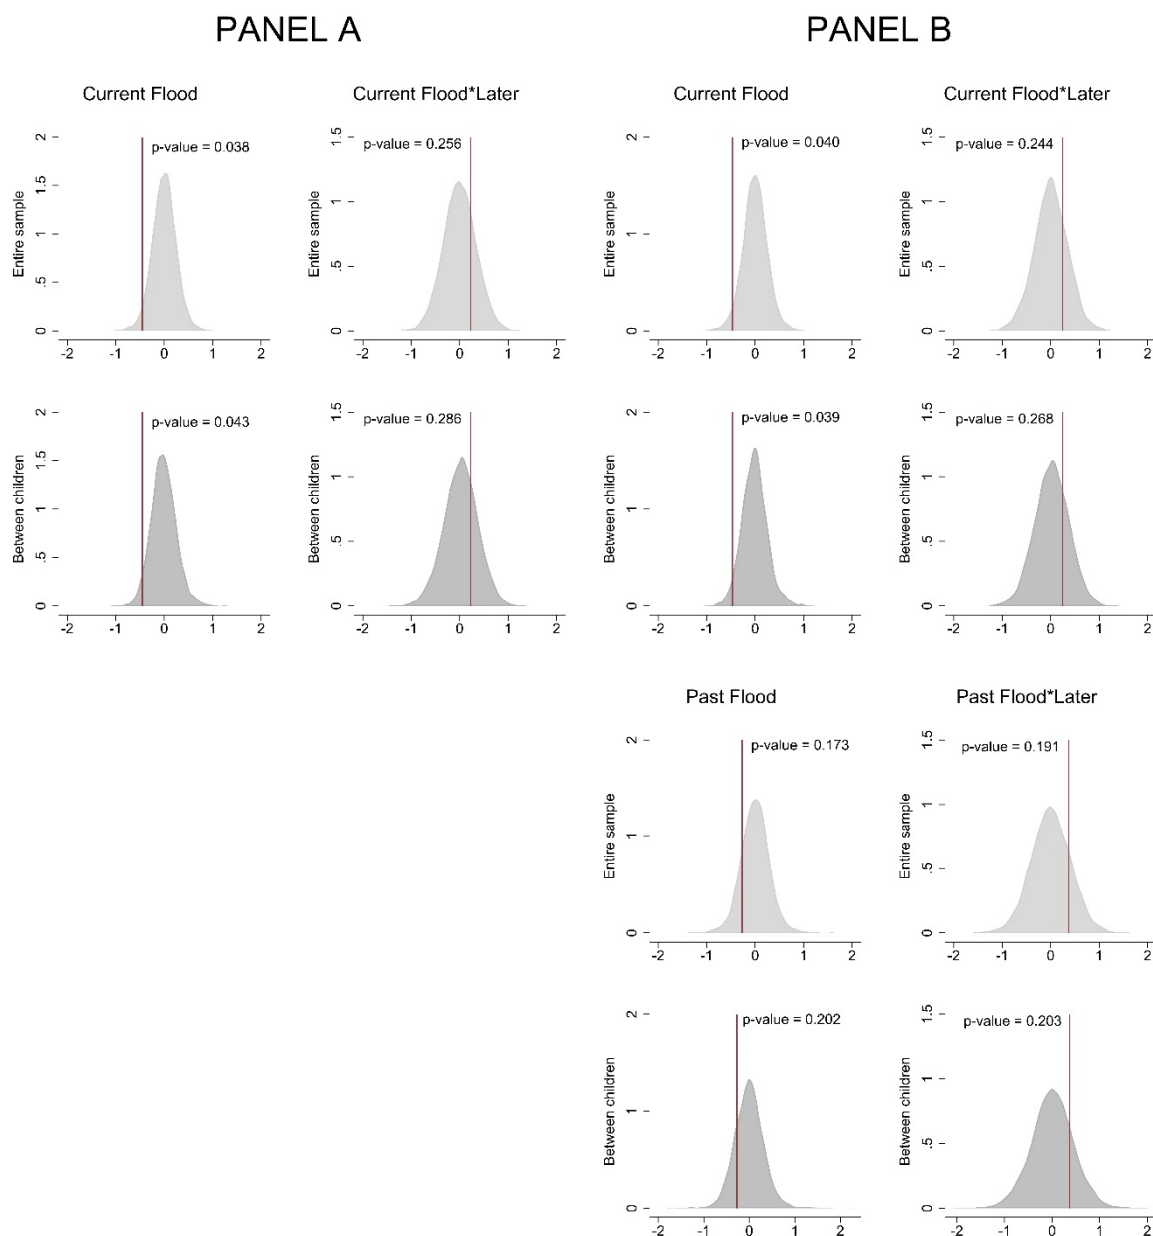 PANEL A
PANEL B
Current Flood
Current Flood*Later
Current Flood
Current Flood*Later
Entire sample
0 .5 1 1.5 2
p-value = 0.038
-2 -1 0 1 2
Entire sample
0 .5 1 1.5
p-value = 0.256
-2 -1 0 1 2
Entire sample
0 1 2
p-value = 0.040
-2 -1 0 1 2
Entire sample
0 .5 1 1.5
p-value = 0.244
-2 -1 0 1 2
Between children
0 .5 1 1.5 2
p-value = 0.043
-2 -1 0 1 2
Between children
0 .5 1 1.5
p-value = 0.286
-2 -1 0 1 2
Between children
0 1 2
p-value = 0.039
-2 -1 0 1 2
Between children
0 .5 1 1.5
p-value = 0.268
-2 -1 0 1 2
Past Flood
Past Flood*Later
Entire sample
0 1 2
p-value = 0.173
-2 -1 0 1 2
Entire sample
0 .5 1 1.5
p-value = 0.191
-2 -1 0 1 2
Between children
0 1 2
p-value = 0.202
-2 -1 0 1 2
Between children
0 .5 1 1.5
p-value = 0.203
-2 -1 0 1 2